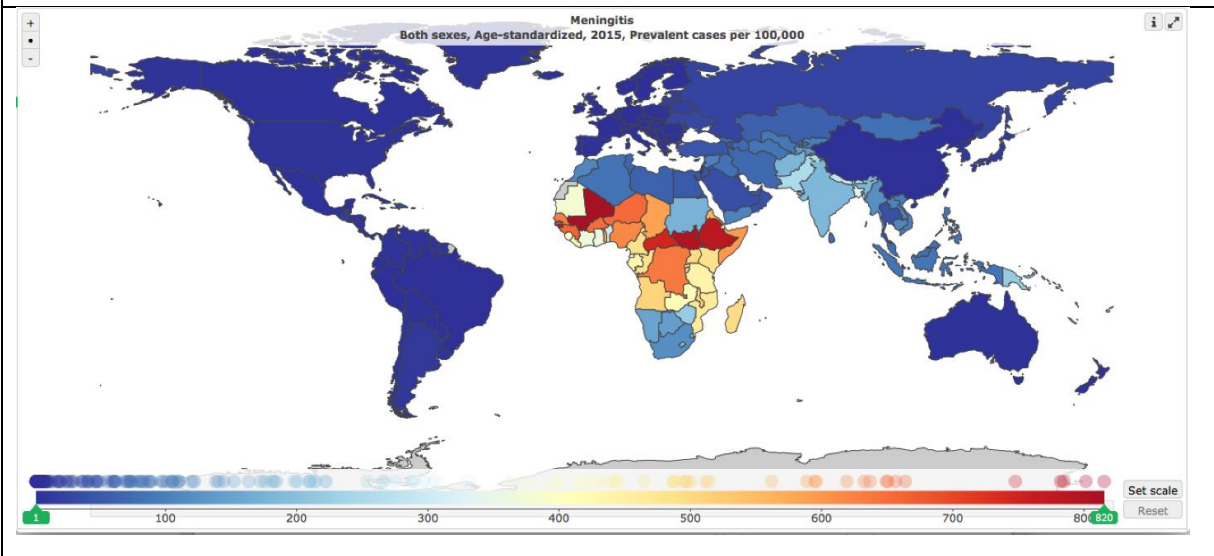 +
Meningitis
i
Both sexes, Age-standardized, 2015, Prevalent cases per 100,000
-
Set scale
1 100 200 300 400 500 600 700 820
Reset